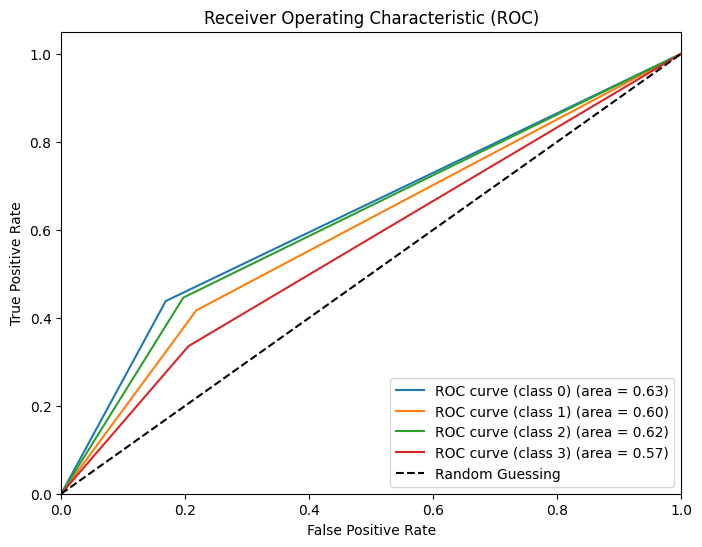 Receiver Operating Characteristic (ROC)
True Positive Rate
1.0
0.8
0.6
0.4
0.2
0.0
ROC curve (class 0) (area = 0.63)
ROC curve (class 1) (area = 0.60)
ROC curve (class 2) (area = 0.62)
ROC curve (class 3) (area = 0.57)
Random Guessing
0.0 0.2 0.4 0.6 0.8 1.0
False Positive Rate